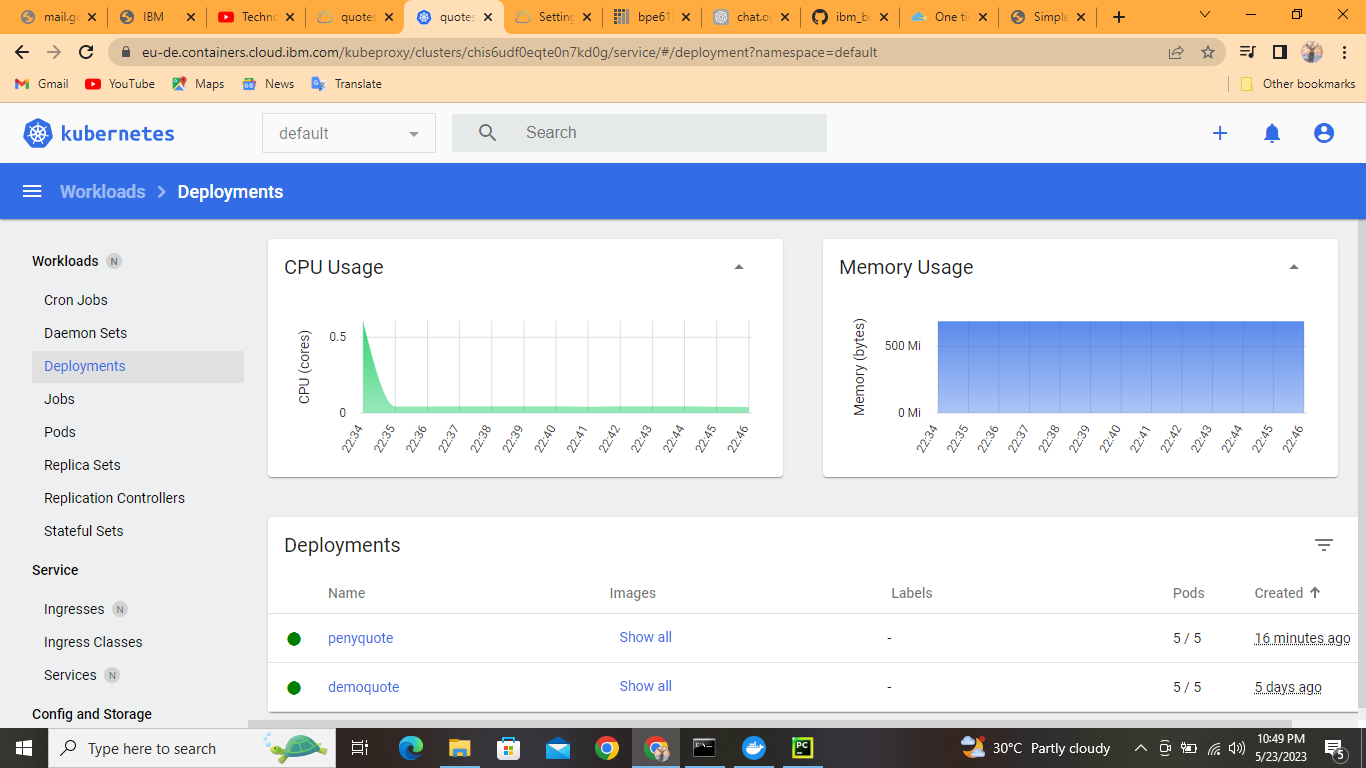 mail.go
IBM
Techno
quotes
quotes
Setting
bpe61
chat.op
ibm_bu
One tim
Simple
eu-de.containers.cloud.ibm.com/kubeproxy/clusters/chis6udf0eqte0n7kd0g/service/#/deployment?namespace=default
Gmail
YouTube
Maps
News
Translate
Other bookmarks
kubernetes
default
Search
Workloads
Deployments
Workloads N
Cron Jobs
Daemon Sets
Deployments
Jobs
Pods
Replica Sets
Replication Controllers
Stateful Sets
Service
Ingresses N
Ingress Classes
Services N
Config and Storage
CPU Usage
CPU (cores)
0.5
0
22:34 22:35 22:36 22:37 22:38 22:39 22:40 22:41 22:42 22:43 22:44 22:45 22:46
Memory Usage
Memory (bytes)
500 Mi
0 Mi
22:34 22:35 22:36 22:37 22:38 22:39 22:40 22:41 22:42 22:43 22:44 22:45 22:46
Deployments
Name Images Labels Pods Created
penyquote Show all - 5 / 5 16 minutes ago
demoquote Show all - 5 / 5 5 days ago
Type here to search
PC
30°C Partly cloudy
10:49 PM
5/23/2023
5